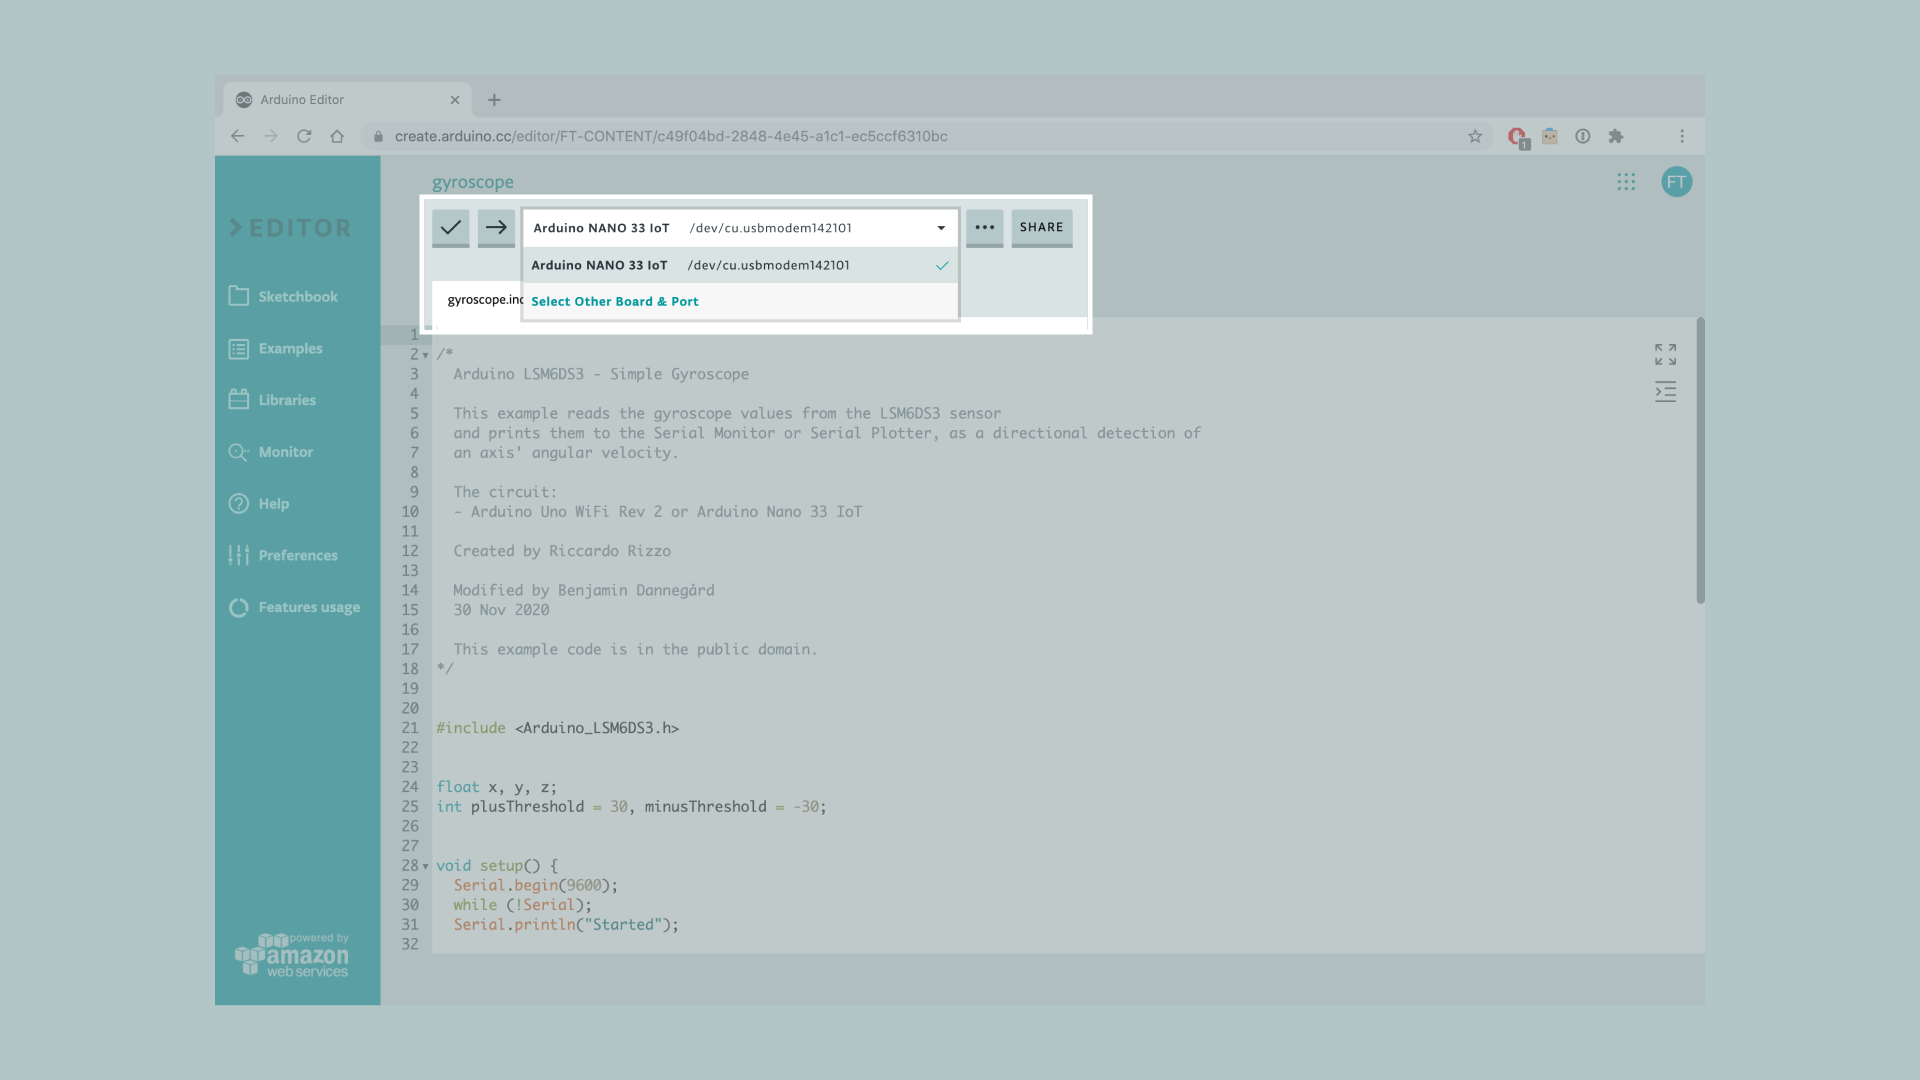 Arduino Editor
create.arduino.cc/editor/FT-CONTENT/c49f04bd-2848-4e45-a1c1-ec5ccf6310bc
1
EDITOR
Sketchbook
Examples
Libraries
Monitor
Help
Preferences
Features usage
powered by
amazon
web services
gyroscope
FT
Arduino NANO 33 IoT /dev/cu.usbmodem142101
SHARE
Arduino NANO 33 IoT /dev/cu.usbmodem142101
gyroscope.ino
Select Other Board & Port
1
2 /*
3 Arduino LSM6DS3 - Simple Gyroscope
4
5 This example reads the gyroscope values from the LSM6DS3 sensor
6 and prints them to the Serial Monitor or Serial Plotter, as a directional detection of
7 an axis' angular velocity.
8
9 The circuit:
10 - Arduino Uno WiFi Rev 2 or Arduino Nano 33 IoT
11
12 Created by Riccardo Rizzo
13
14 Modified by Benjamin Dannegård
15 30 Nov 2020
16
17 This example code is in the public domain.
18 */
19
20
21 #include <Arduino_LSM6DS3.h>
22
23
24 float x, y, z;
25 int plusThreshold = 30, minusThreshold = -30;
26
27
28 void setup() {
29 Serial.begin(9600);
30 while (!Serial);
31 Serial.println("Started");
32